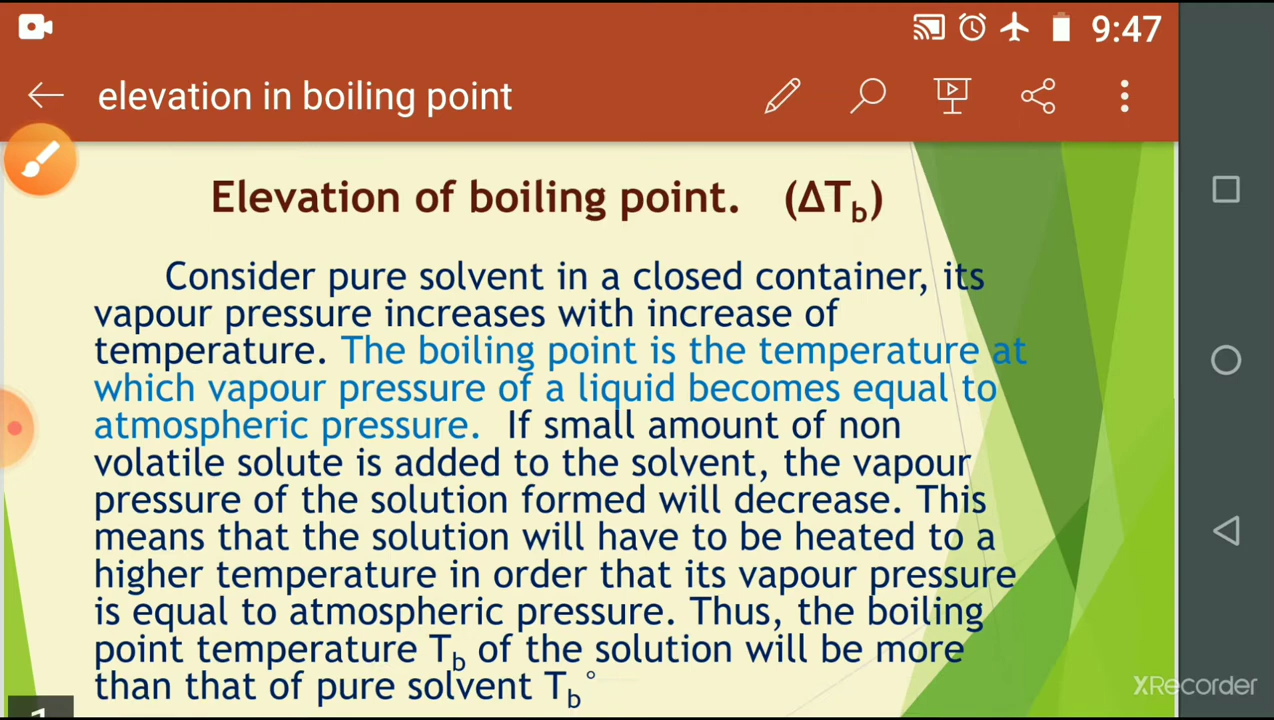 9:47
elevation in boiling point
Elevation of boiling point. (ΔT_b)
Consider pure solvent in a closed container, its
vapour pressure increases with increase of
temperature. The boiling point is the temperature at
which vapour pressure of a liquid becomes equal to
atmospheric pressure. If small amount of non
volatile solute is added to the solvent, the vapour
pressure of the solution formed will decrease. This
means that the solution will have to be heated to a
higher temperature in order that its vapour pressure
is equal to atmospheric pressure. Thus, the boiling
point temperature T_b of the solution will be more
than that of pure solvent T_b°
XRecorder